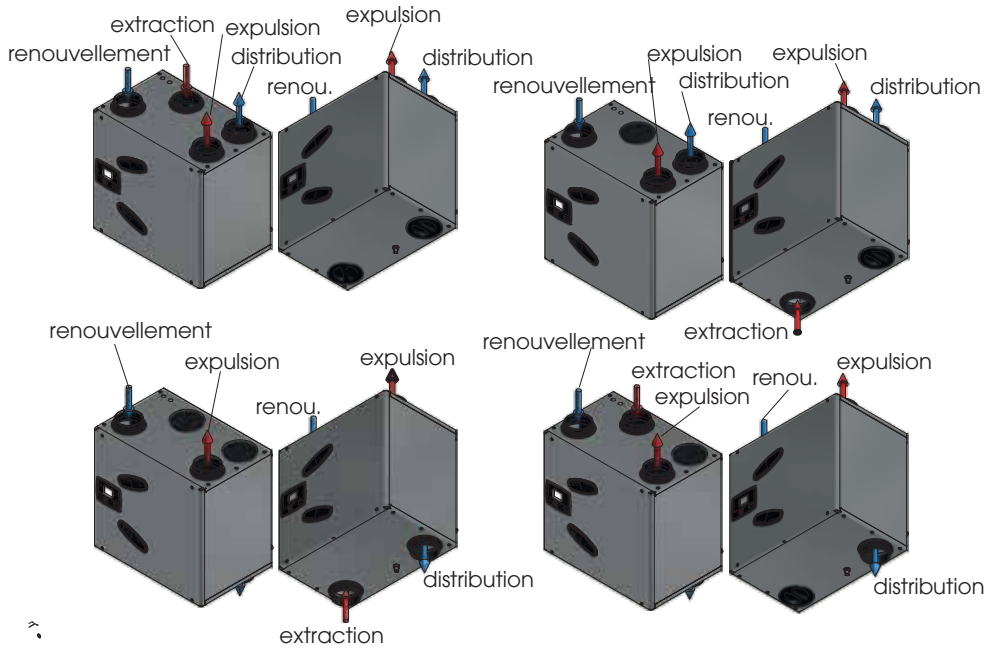 extraction
expulsion
renouvellement
distribution
expulsion
distribution
renou.
expulsion
distribution
renouvellement
expulsion
distribution
renou.
extraction
renouvellement
expulsion
expulsion
renou.
distribution
extraction
renouvellement
extraction
expulsion
renou.
expulsion
distribution